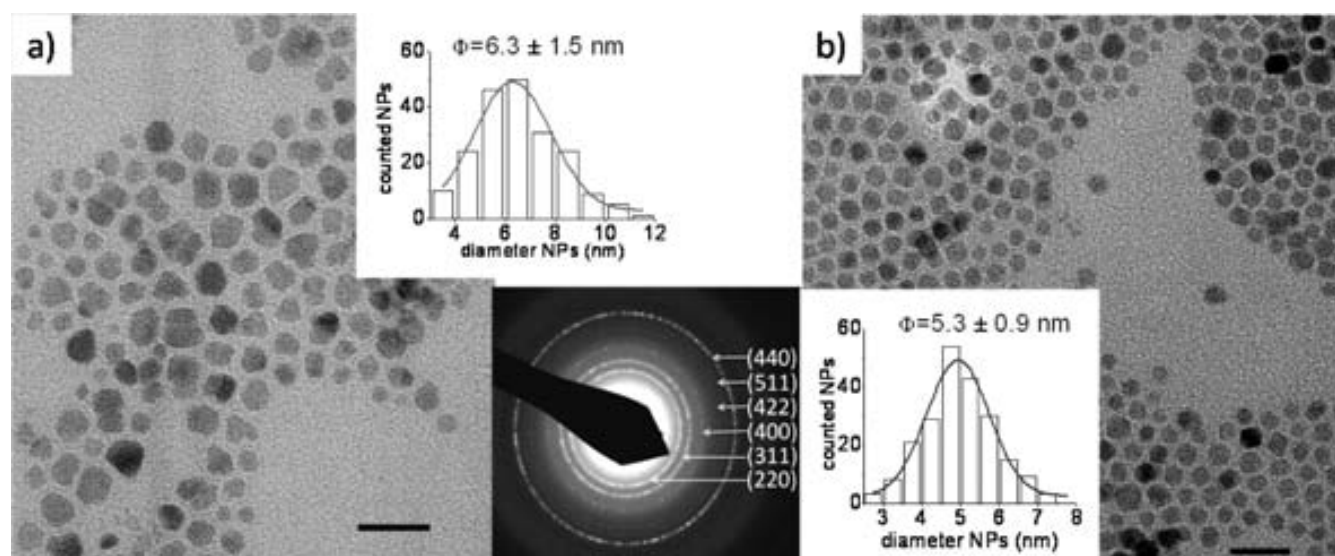 a)
Φ=6.3 ± 1.5 nm
60
40
20
0
counted NPs
4 6 8 10 12
diameter NPs (nm)
b)
(440)
(511)
(422)
(400)
(311)
(220)
Φ=5.3 ± 0.9 nm
60
40
20
0
counted NPs
3 4 5 6 7 8
diameter NPs (nm)